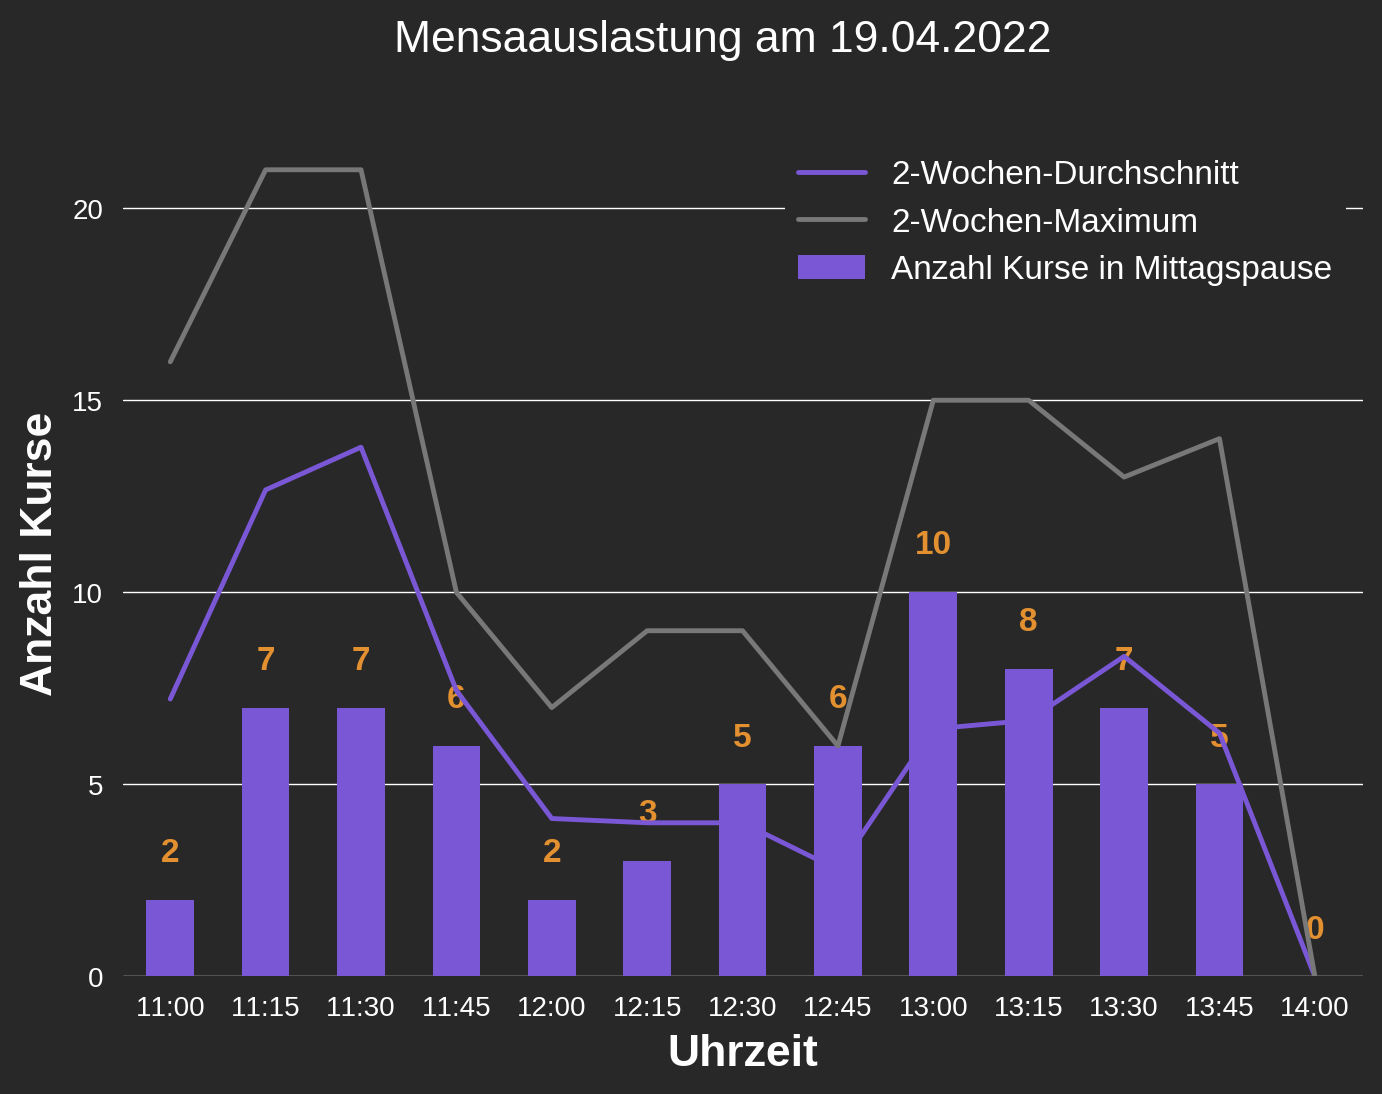 Mensaauslastung am 19.04.2022
2-Wochen-Durchschnitt
2-Wochen-Maximum
Anzahl Kurse in Mittagspause
Anzahl Kurse
20
15
10
5
0
2
7
7
6
2
3
5
6
10
8
7
5
0
11:00 11:15 11:30 11:45 12:00 12:15 12:30 12:45 13:00 13:15 13:30 13:45 14:00
Uhrzeit